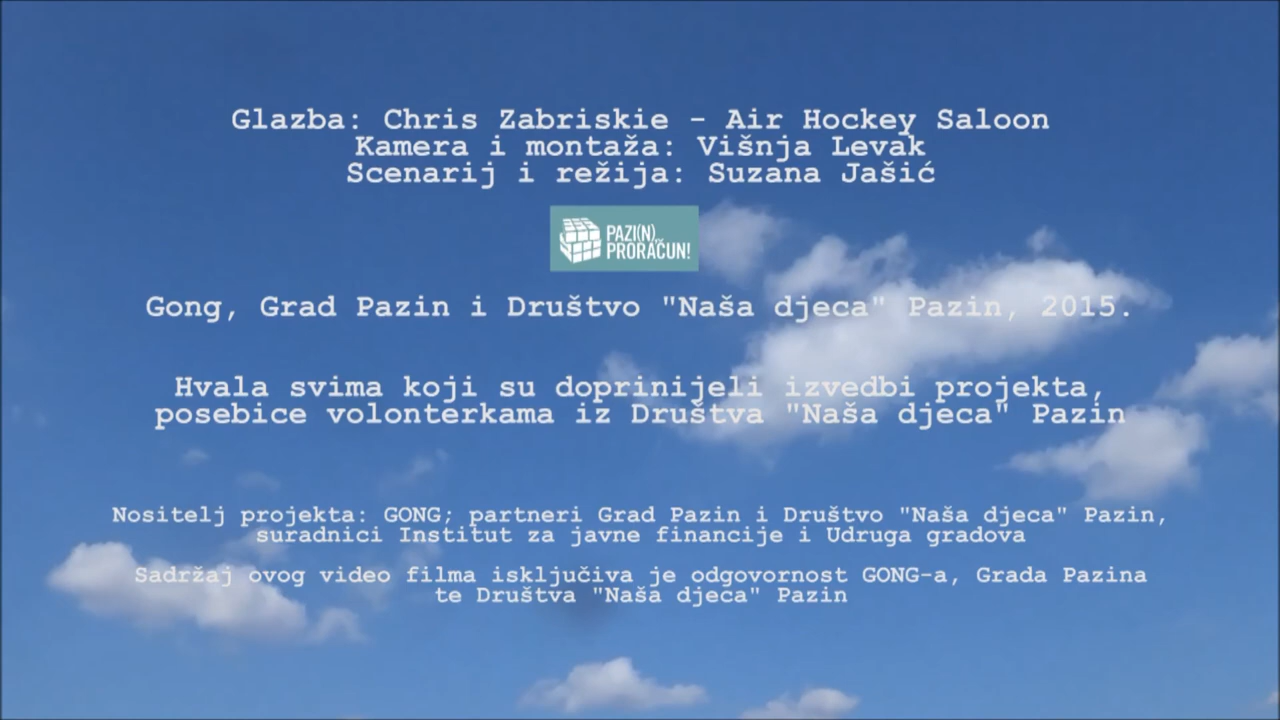 Glazba: Chris Zabriskie - Air Hockey Saloon
Kamera i montaža: Višnja Levak
Scenarij i režija: Suzana Jašić
PAZI(N),
PRORAČUN!
Gong, Grad Pazin i Društvo "Naša djeca" Pazin, 2015.
Hvala svima koji su doprinijeli izvedbi projekta,
posebice volonterkama iz Društva "Naša djeca" Pazin
Nositelj projekta: GONG; partneri Grad Pazin i Društvo "Naša djeca" Pazin,
suradnici Institut za javne financije i Udruga gradova
Sadržaj ovog video filma isključiva je odgovornost GONG-a, Grada Pazina
te Društva "Naša djeca" Pazin